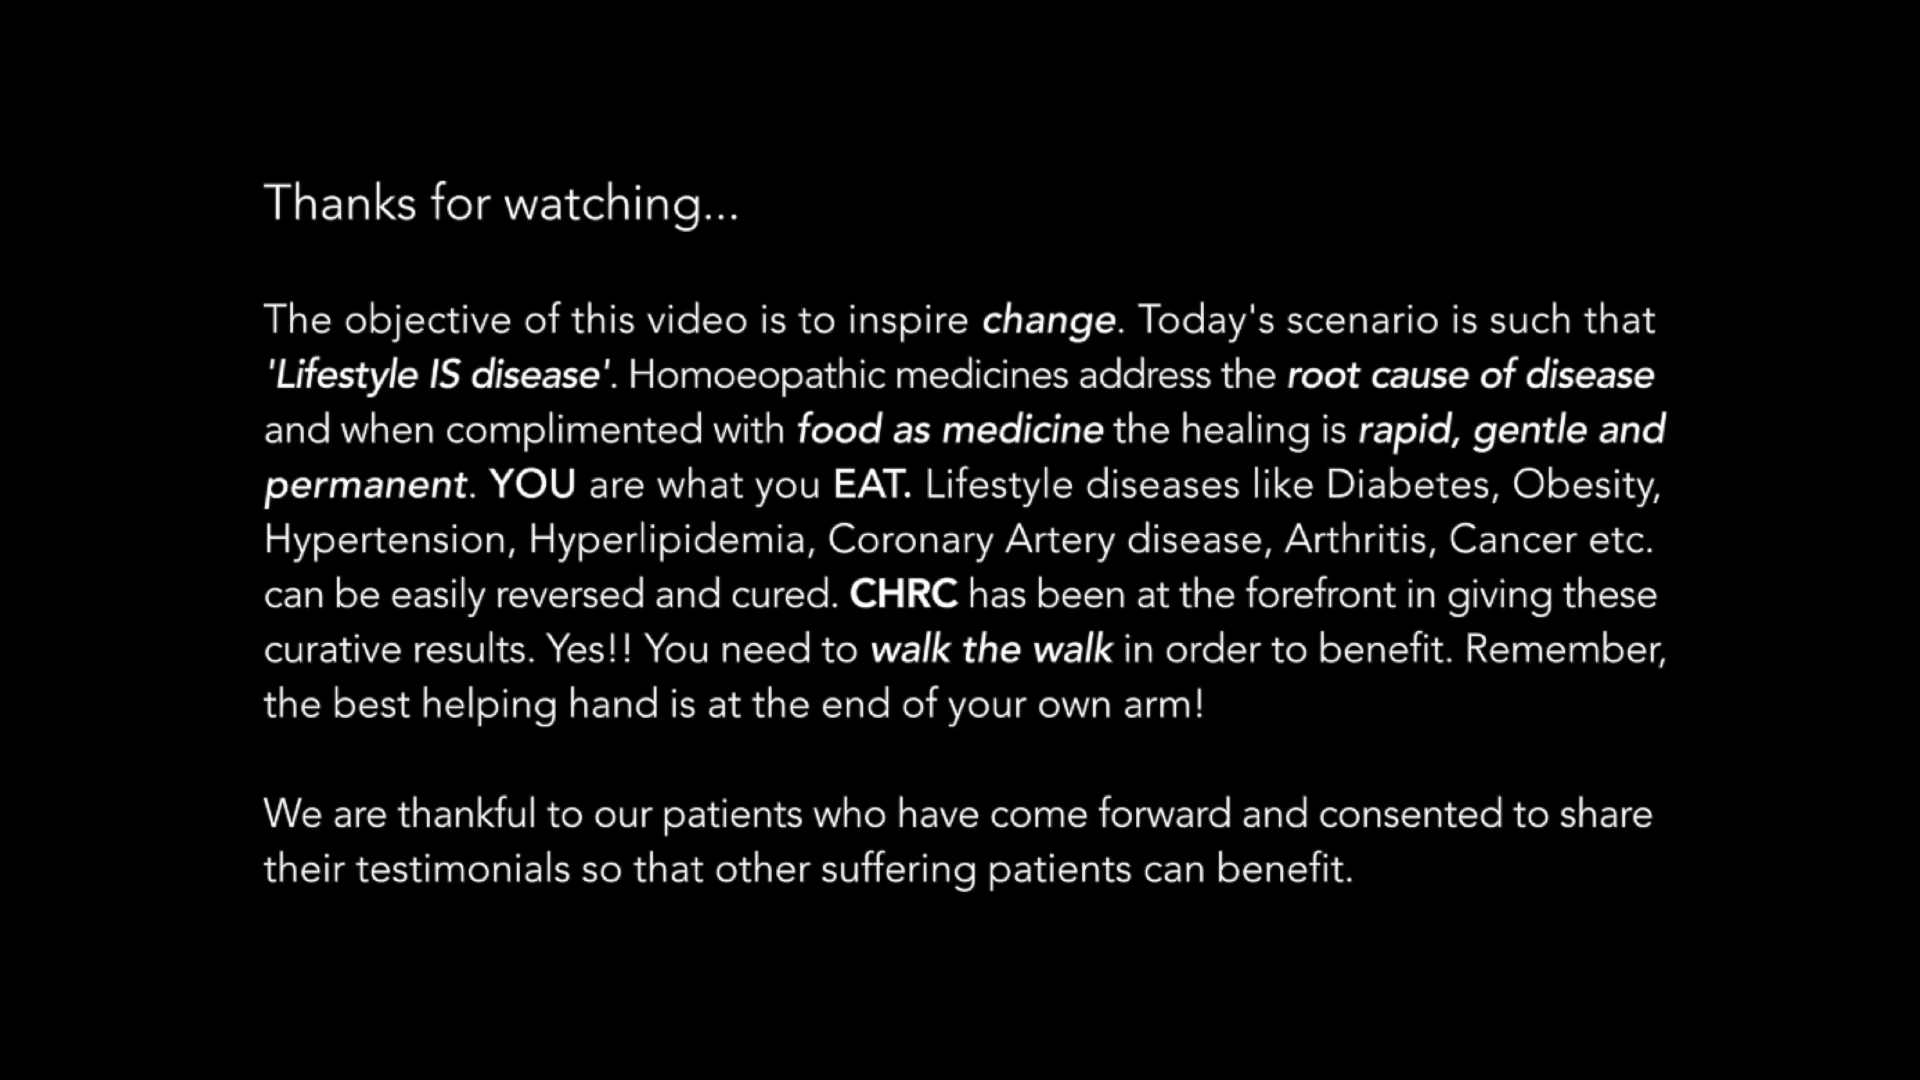 Thanks for watching...
The objective of this video is to inspire change. Today's scenario is such that
'Lifestyle IS disease'. Homoeopathic medicines address the root cause of disease
and when complimented with food as medicine the healing is rapid, gentle and
permanent. YOU are what you EAT. Lifestyle diseases like Diabetes, Obesity,
Hypertension, Hyperlipidemia, Coronary Artery disease, Arthritis, Cancer etc.
can be easily reversed and cured. CHRC has been at the forefront in giving these
curative results. Yes!! You need to walk the walk in order to benefit. Remember,
the best helping hand is at the end of your own arm!
We are thankful to our patients who have come forward and consented to share
their testimonials so that other suffering patients can benefit.